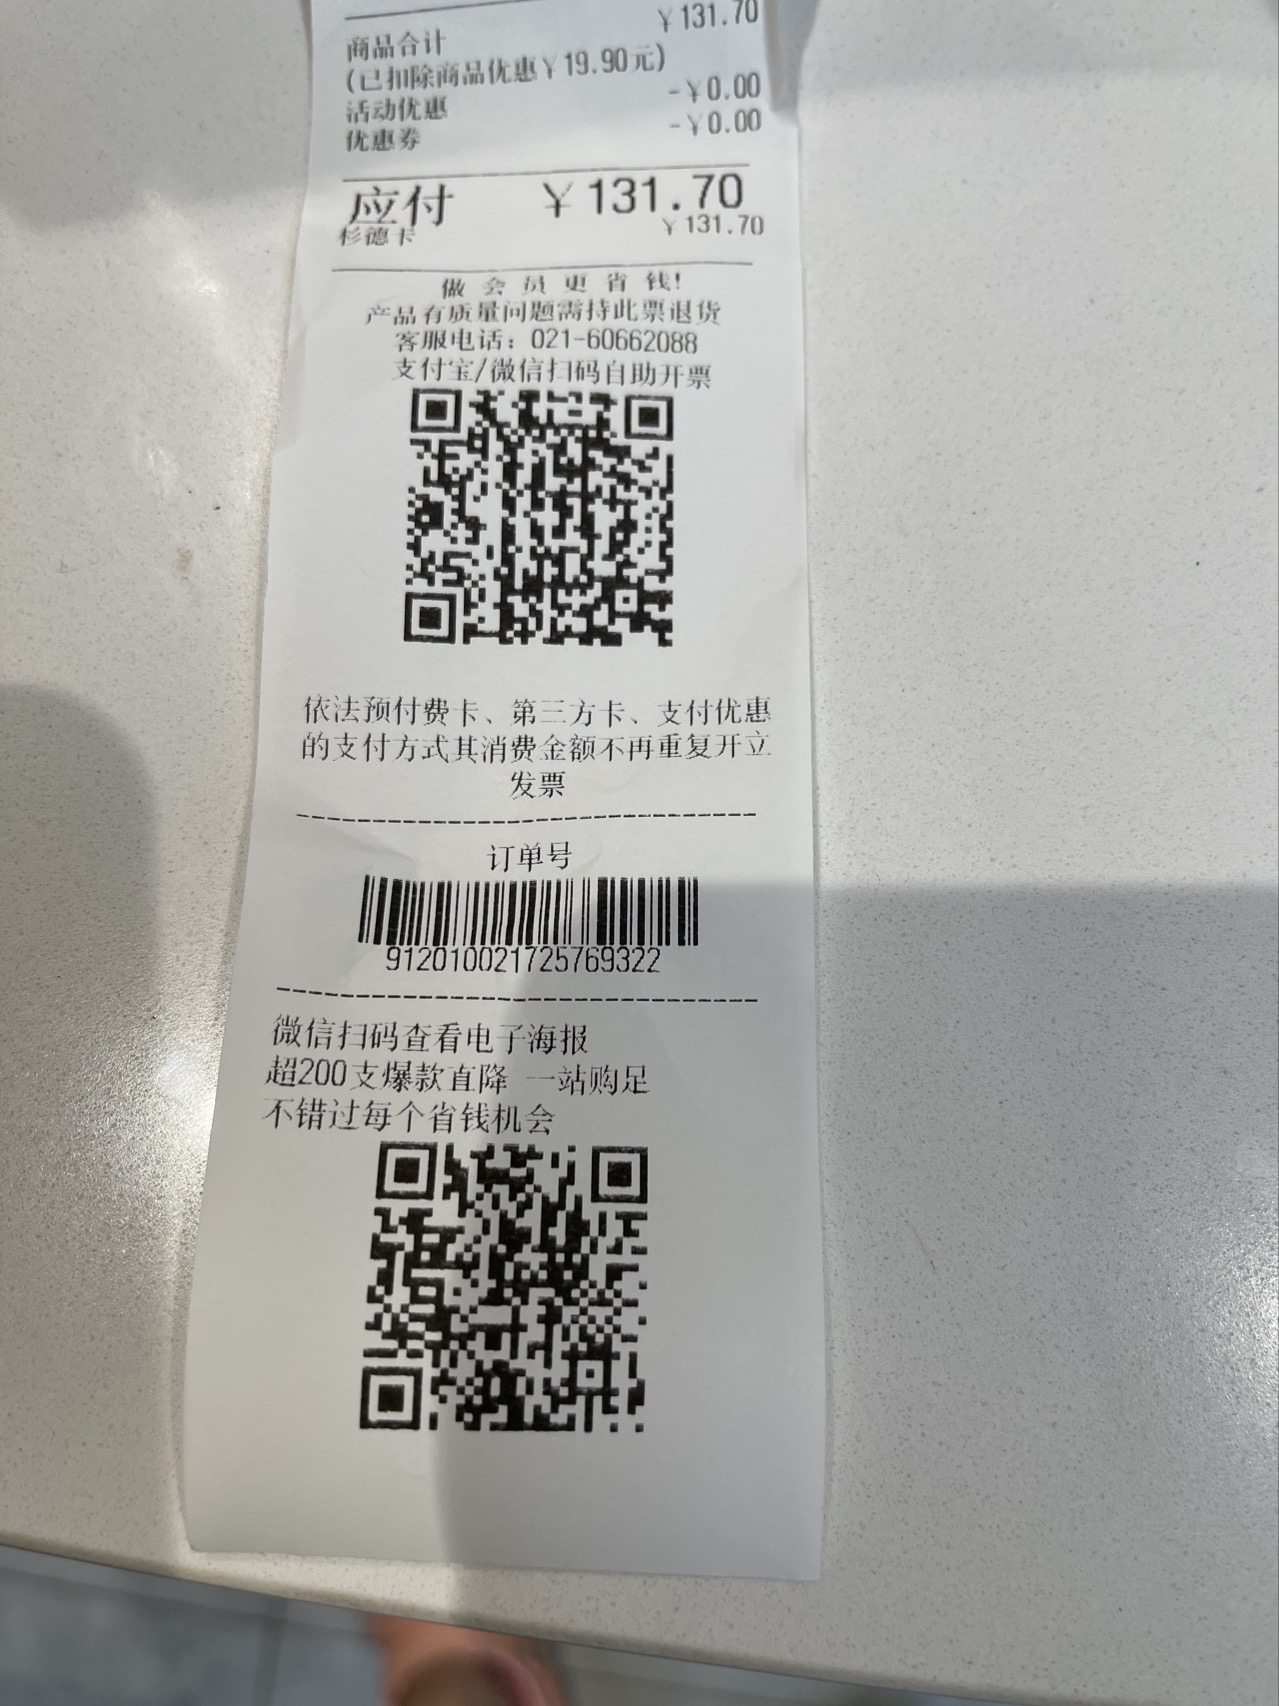 ¥131.70
商品合计
(已扣除商品优惠¥19.90元)
活动优惠 -¥0.00
优惠券 -¥0.00
应付 ¥131.70
杉德卡 ¥131.70
做会员更省钱!
产品有质量问题需持此票退货
客服电话：021-60662088
支付宝/微信扫码自助开票
依法预付费卡、第三方卡、支付优惠
的支付方式其消费金额不再重复开立
发票
订单号
912010021725769322
微信扫码查看电子海报
超200支爆款直降 一站购足
不错过每个省钱机会